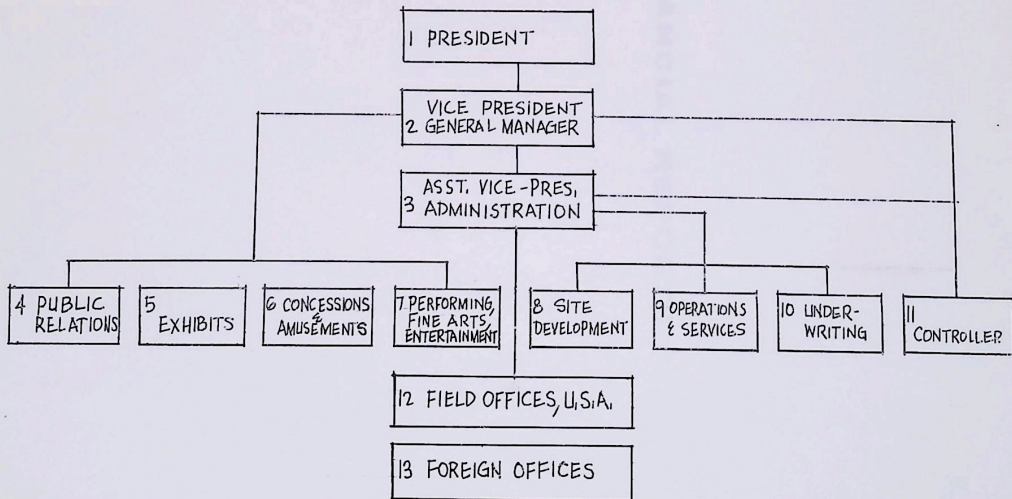 1 PRESIDENT
VICE PRESIDENT
2 GENERAL MANAGER
ASST. VICE-PRES,
3 ADMINISTRATION
4 PUBLIC
RELATIONS
5
EXHIBITS
6 CONCESSIONS
&
AMUSEMENTS
7 PERFORMING,
FINE ARTS,
ENTERTAINMENT
8 SITE
DEVELOPMENT
9 OPERATIONS
& SERVICES
10 UNDER-
WRITING
11
CONTROLLER
12 FIELD OFFICES, U.S.A.
13 FOREIGN OFFICES